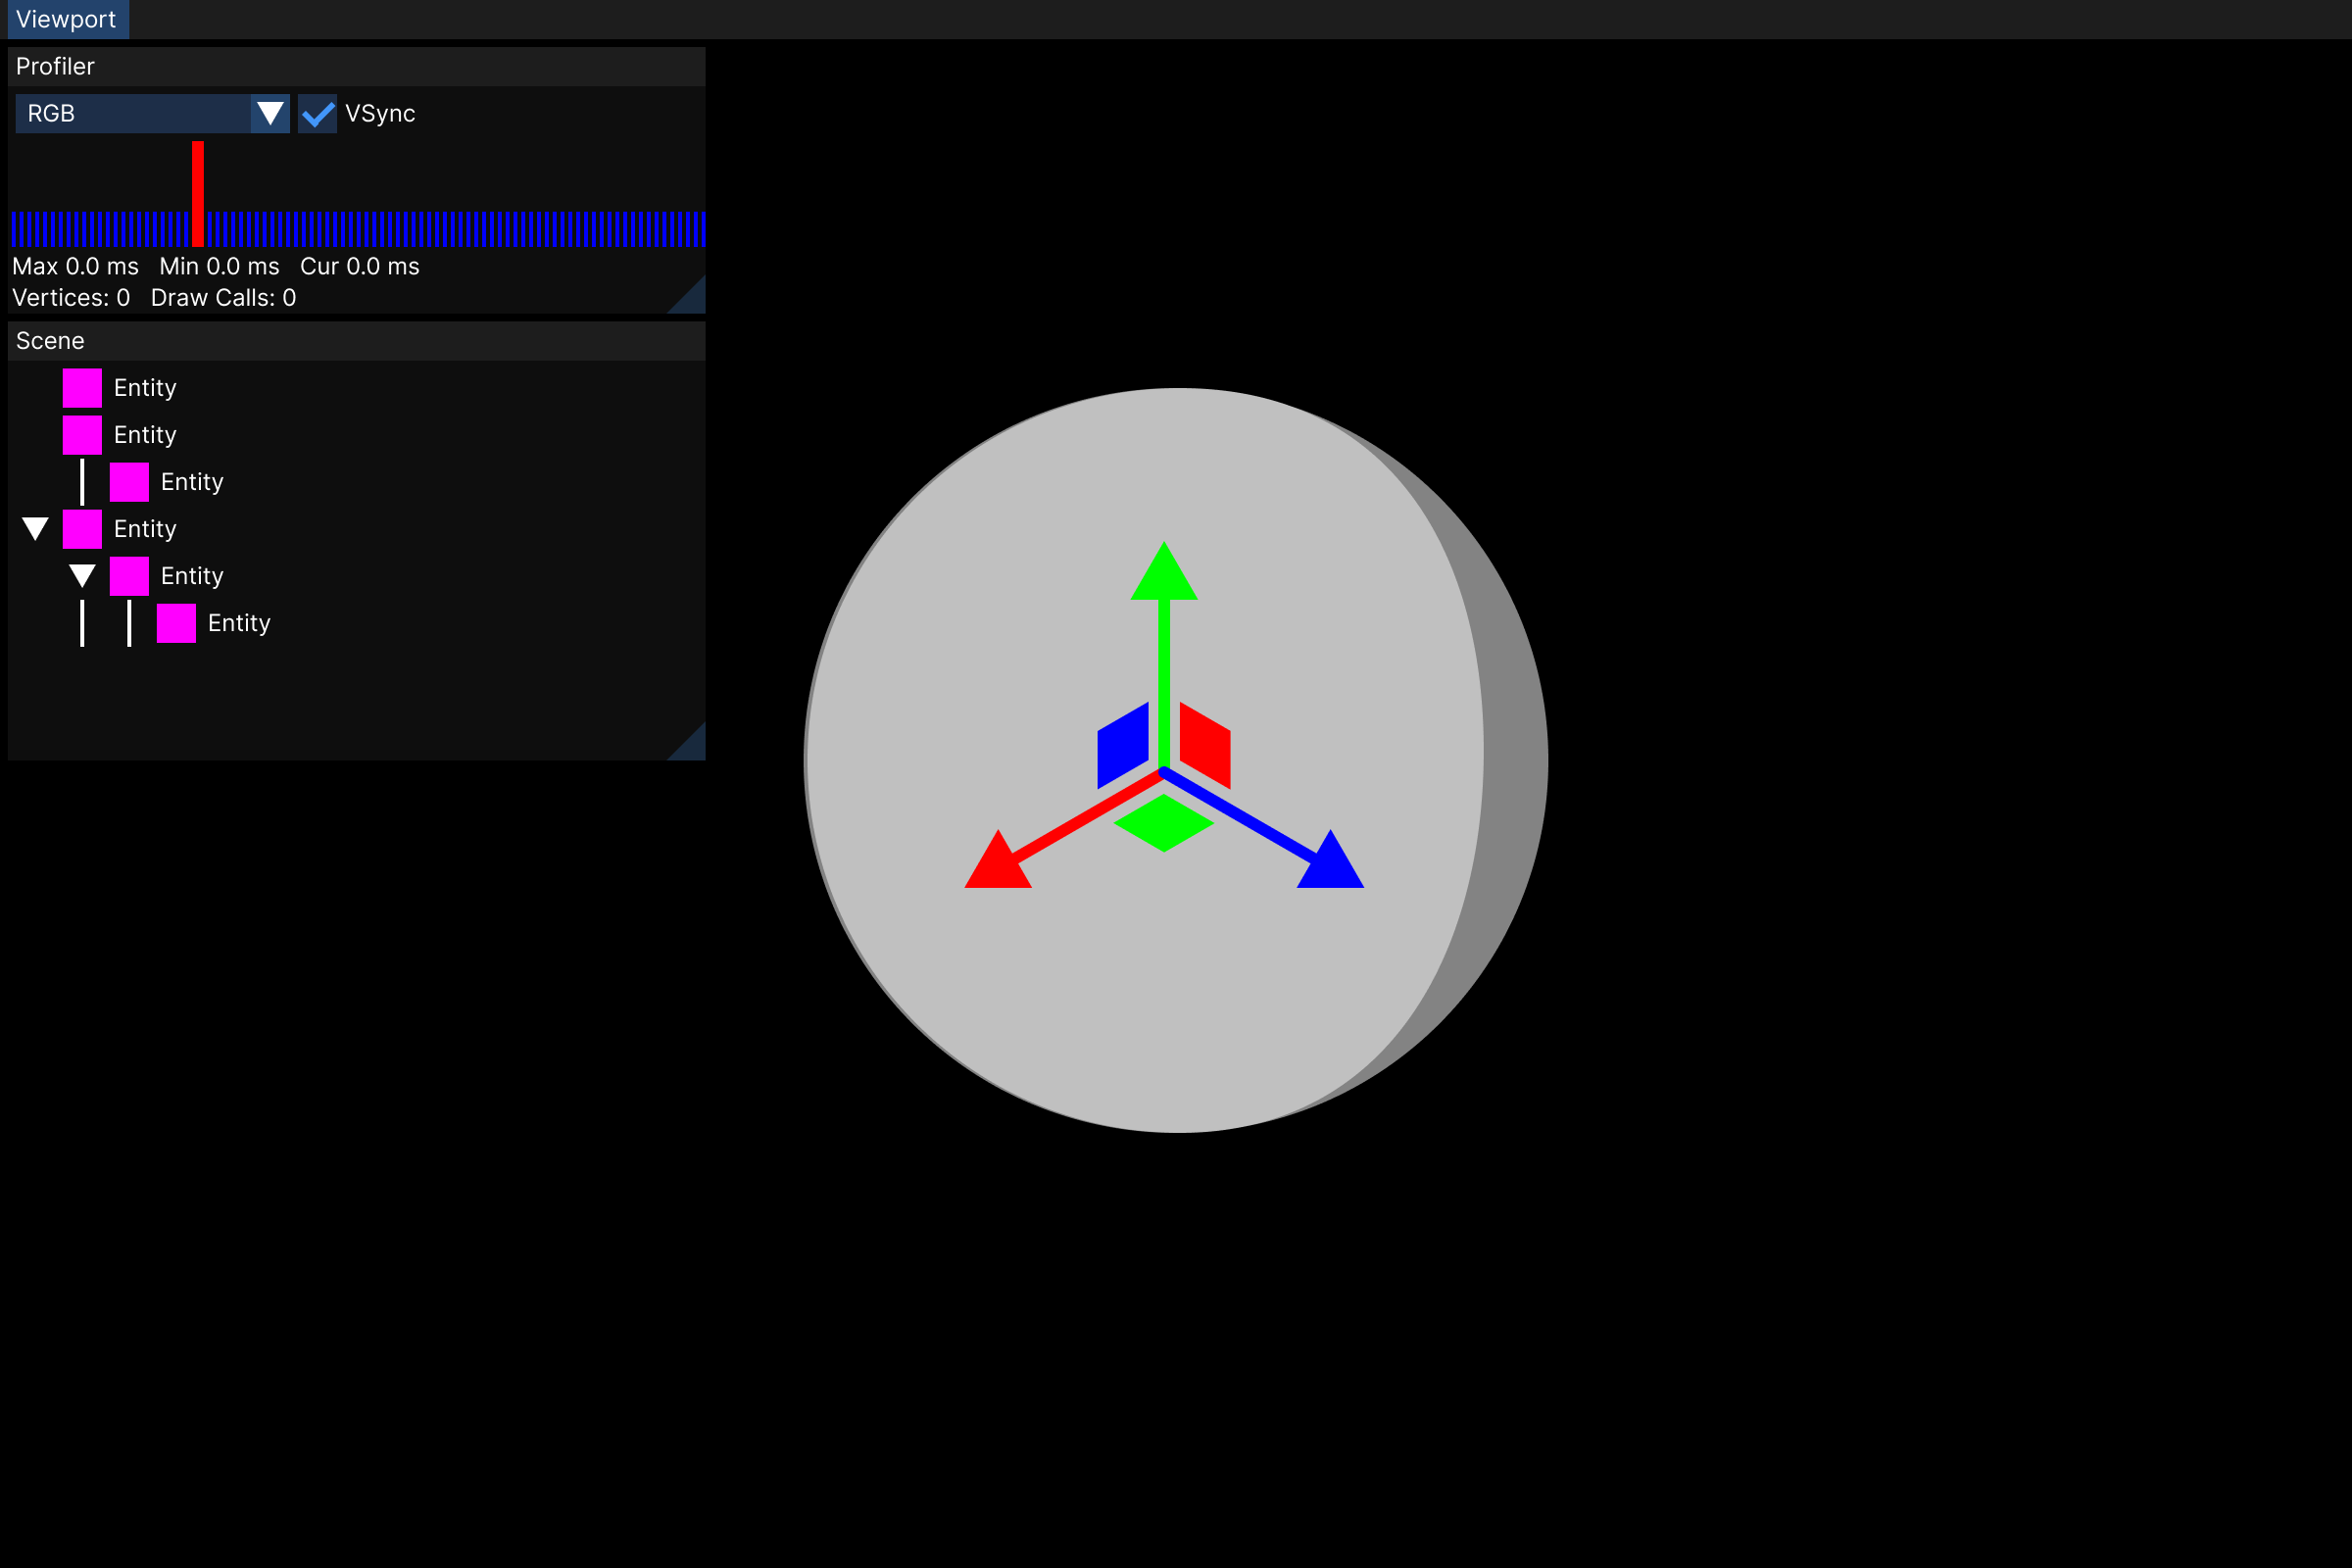 Viewport
Profiler
RGB VSync
Max 0.0 ms Min 0.0 ms Cur 0.0 ms
Vertices: 0 Draw Calls: 0
Scene
Entity
Entity
Entity
Entity
Entity
Entity